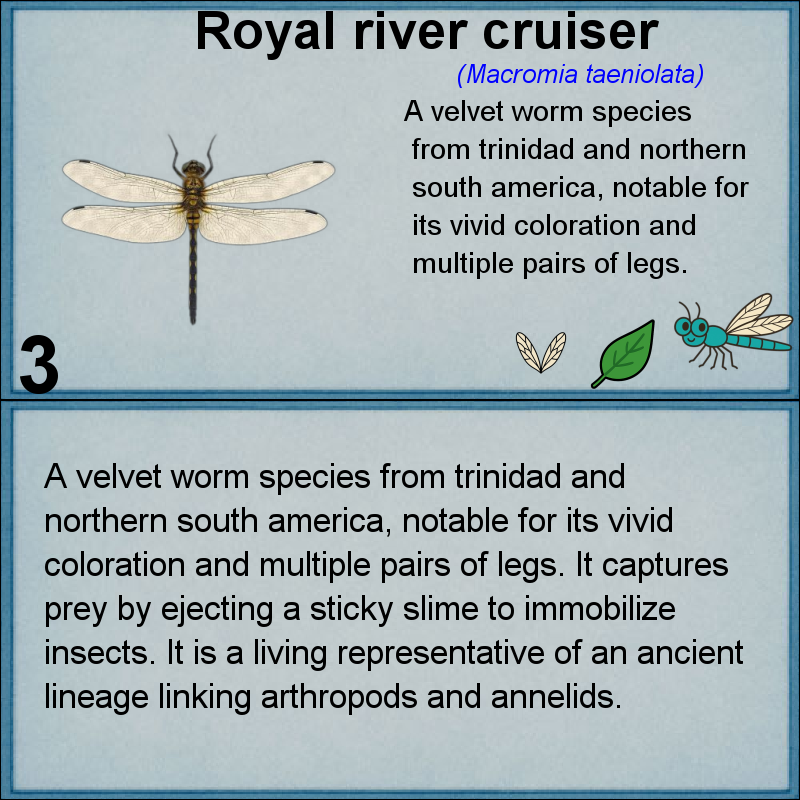 Royal river cruiser
(Macromia taeniolata)
A velvet worm species
from trinidad and northern
south america, notable for
its vivid coloration and
multiple pairs of legs.
3
A velvet worm species from trinidad and
northern south america, notable for its vivid
coloration and multiple pairs of legs. It captures
prey by ejecting a sticky slime to immobilize
insects. It is a living representative of an ancient
lineage linking arthropods and annelids.